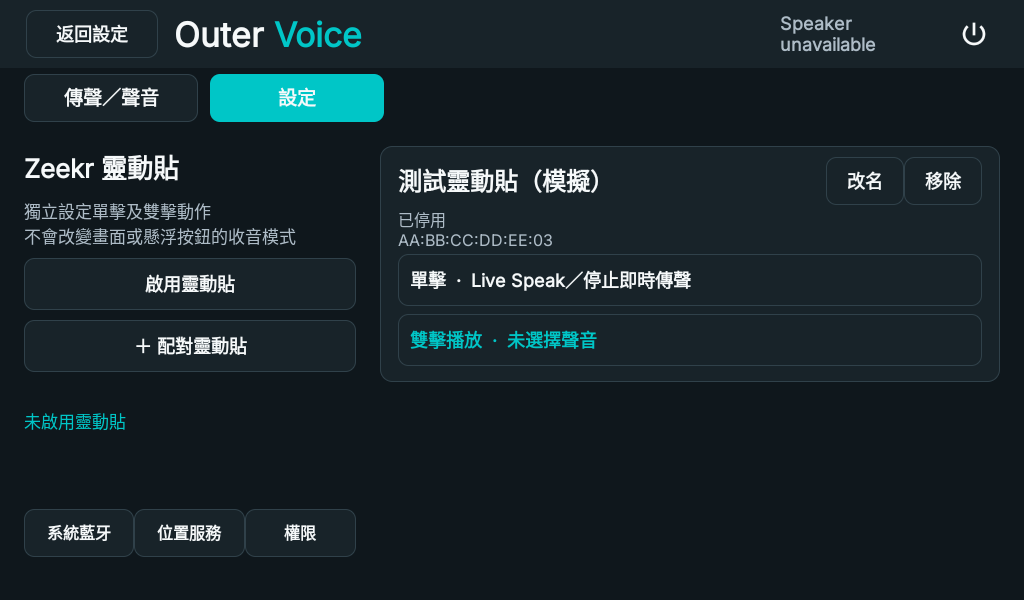 返回設定
Outer Voice
Speaker
unavailable
傳聲／聲音
設定
Zeekr 靈動貼
獨立設定單擊及雙擊動作
不會改變畫面或懸浮按鈕的收音模式
啟用靈動貼
＋ 配對靈動貼
未啟用靈動貼
系統藍牙
位置服務
權限
測試靈動貼（模擬）
改名
移除
已停用
AA:BB:CC:DD:EE:03
單擊 · Live Speak／停止即時傳聲
雙擊播放 · 未選擇聲音